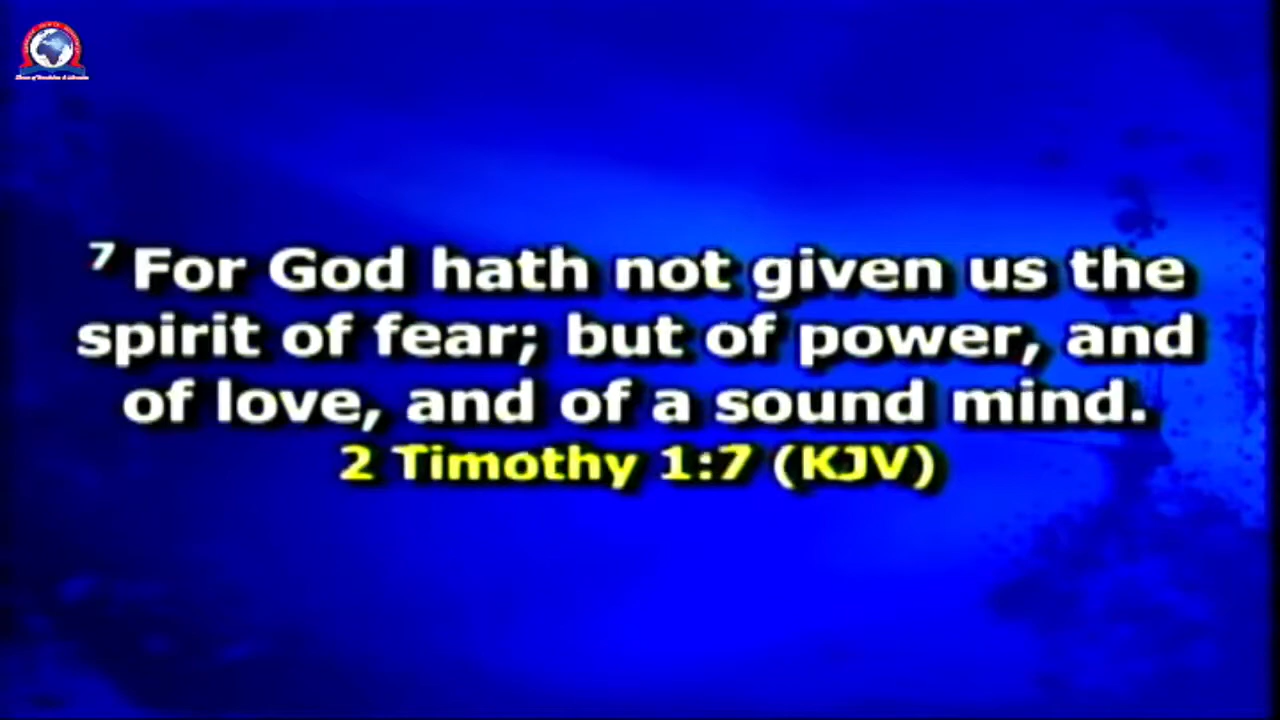 7 For God hath not given us the
spirit of fear; but of power, and
of love, and of a sound mind.
2 Timothy 1:7 (KJV)